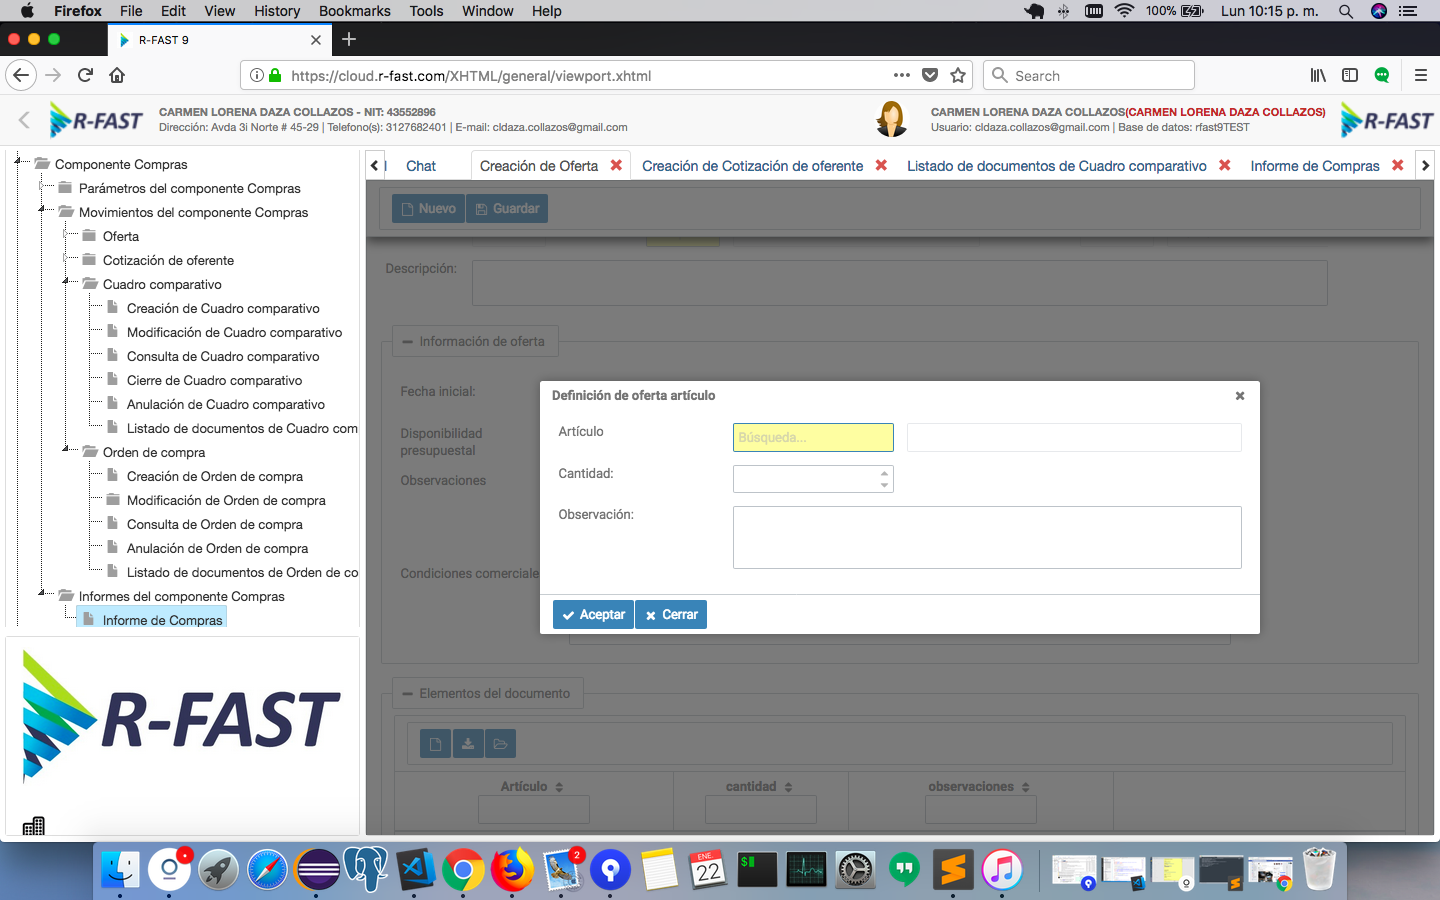 Firefox File Edit View History Bookmarks Tools Window Help 100% Lun 10:15 p. m.
R-FAST 9
https://cloud.r-fast.com/XHTML/general/viewport.xhtml Search
R-FAST CARMEN LORENA DAZA COLLAZOS - NIT: 43552896 CARMEN LORENA DAZA COLLAZOS(CARMEN LORENA DAZA COLLAZOS) R-FAST
Dirección: Avda 3i Norte # 45-29 | Telefono(s): 3127682401 | E-mail: cldaza.collazos@gmail.com Usuario: cldaza.collazos@gmail.com | Base de datos: rfast9TEST
Componente Compras
Parámetros del componente Compras
Movimientos del componente Compras
Oferta
Cotización de oferente
Cuadro comparativo
Creación de Cuadro comparativo
Modificación de Cuadro comparativo
Consulta de Cuadro comparativo
Cierre de Cuadro comparativo
Anulación de Cuadro comparativo
Listado de documentos de Cuadro com
Orden de compra
Creación de Orden de compra
Modificación de Orden de compra
Consulta de Orden de compra
Anulación de Orden de compra
Listado de documentos de Orden de co
Informes del componente Compras
Informe de Compras
R-FAST
Chat Creación de Oferta Creación de Cotización de oferente Listado de documentos de Cuadro comparativo Informe de Compras
Nuevo Guardar
Descripción:
Información de oferta
Fecha inicial:
Disponibilidad
presupuestal
Observaciones
Condiciones comerciale
Definición de oferta artículo
Artículo Búsqueda...
Cantidad:
Observación:
Aceptar Cerrar
Elementos del documento
Artículo cantidad observaciones
2
ENE.
22
$